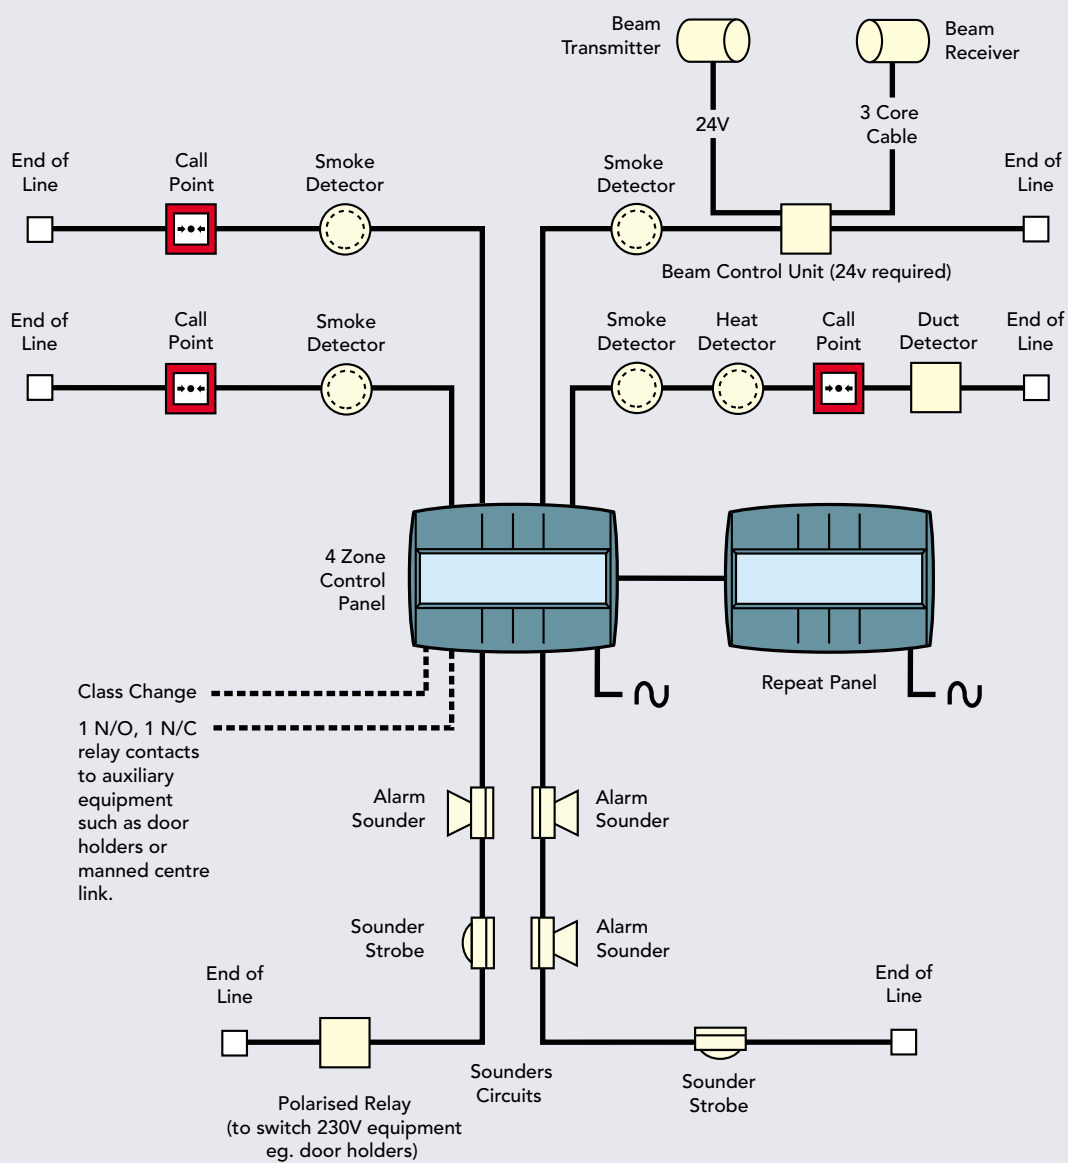 Beam
Transmitter
Beam
Receiver
24V
3 Core
Cable
End of
Line
Call
Point
Smoke
Detector
Smoke
Detector
End of
Line
Beam Control Unit (24v required)
End of
Line
Call
Point
Smoke
Detector
Smoke
Detector
Heat
Detector
Call
Point
Duct
Detector
End of
Line
4 Zone
Control
Panel
Repeat Panel
Class Change
1 N/O, 1 N/C
relay contacts
to auxiliary
equipment
such as door
holders or
manned centre
link.
Alarm
Sounder
Alarm
Sounder
Sounder
Strobe
Alarm
Sounder
End of
Line
End of
Line
Sounders
Circuits
Sounder
Strobe
Polarised Relay
(to switch 230V equipment
eg. door holders)